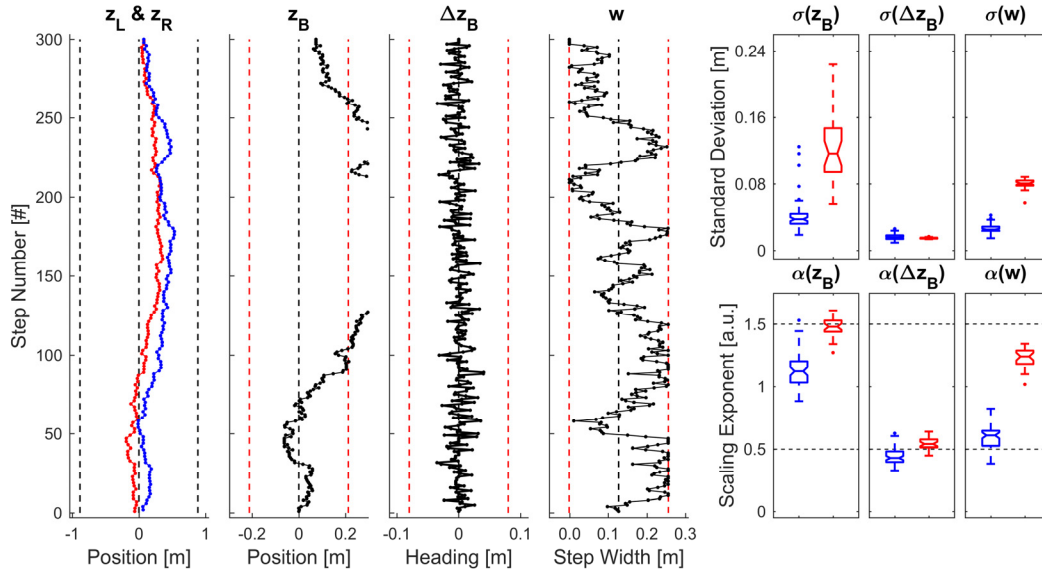 z_L & z_R
z_B
Δz_B
w
σ(z_B)
σ(Δz_B)
σ(w)
Step Number [#]
300
250
200
150
100
50
0
-1 0 1
Position [m]
-0.2 0 0.2
Position [m]
-0.1 0 0.1
Heading [m]
0 0.1 0.2 0.3
Step Width [m]
Standard Deviation [m]
0.24
0.16
0.08
0
α(z_B)
α(Δz_B)
α(w)
Scaling Exponent [a.u.]
1.5
1
0.5
0